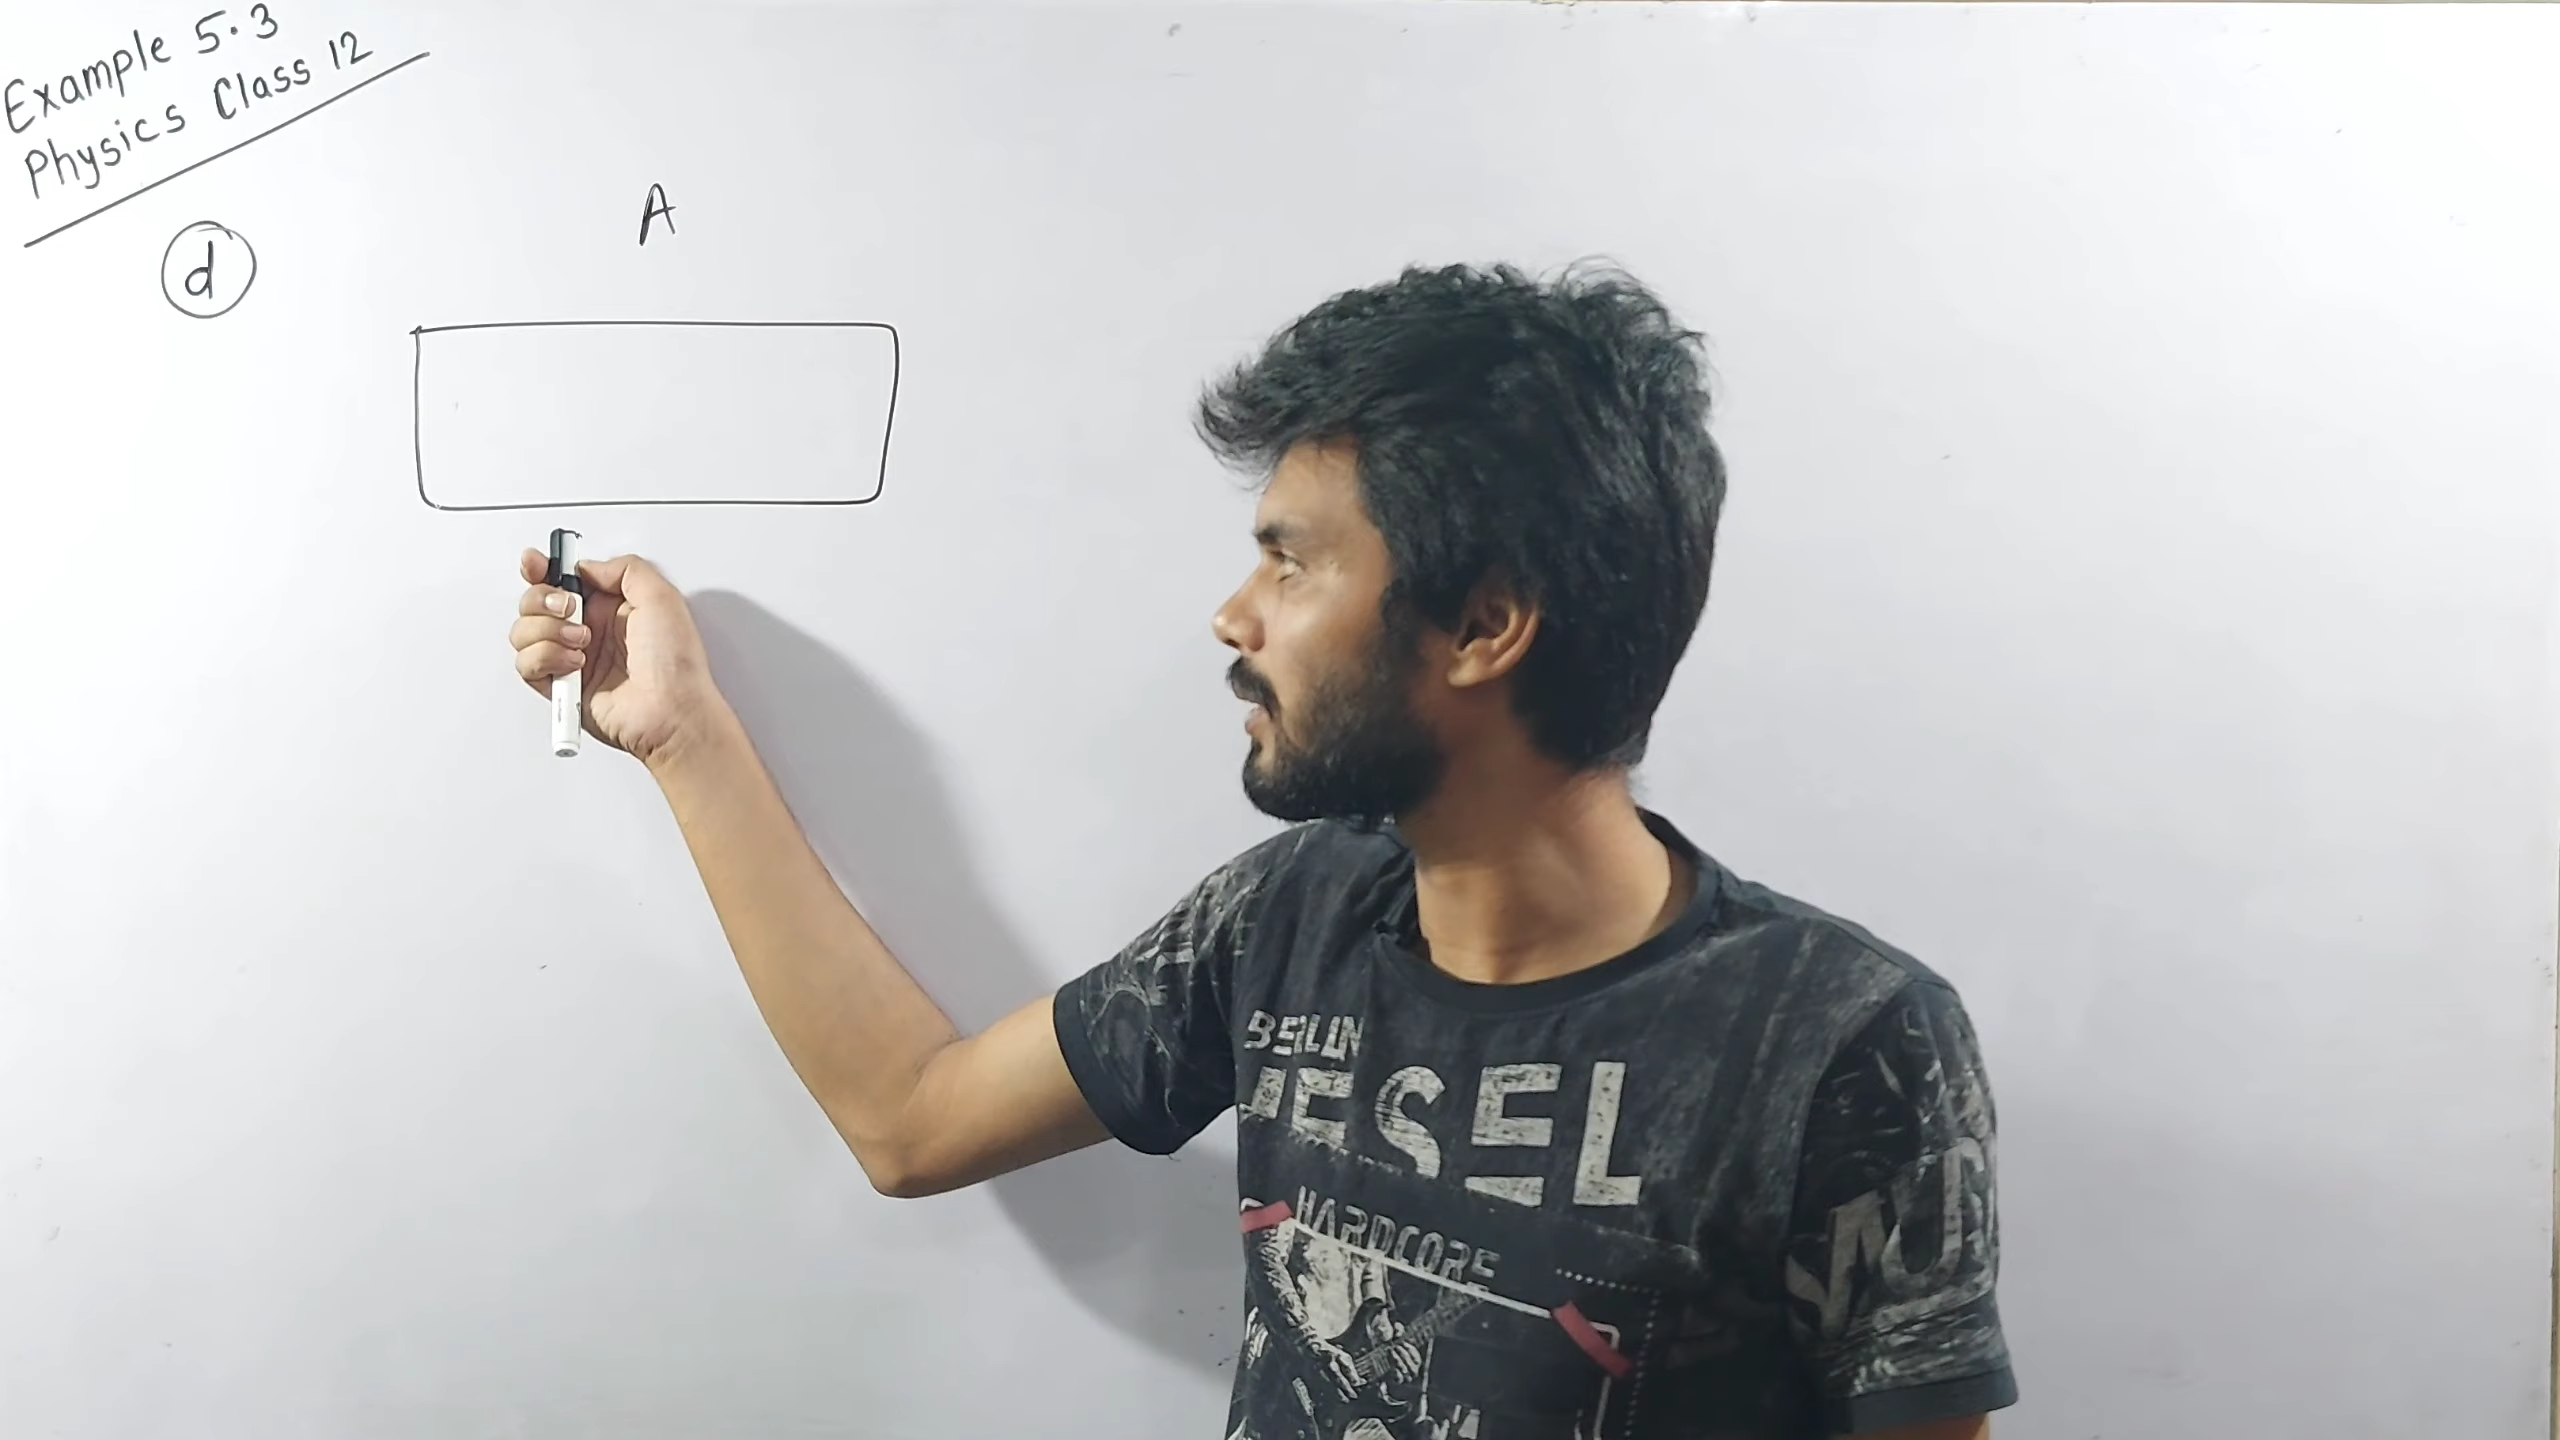 Example 5.3
Physics Class 12
d
A
BERLIN
ESEL
HARDCORE